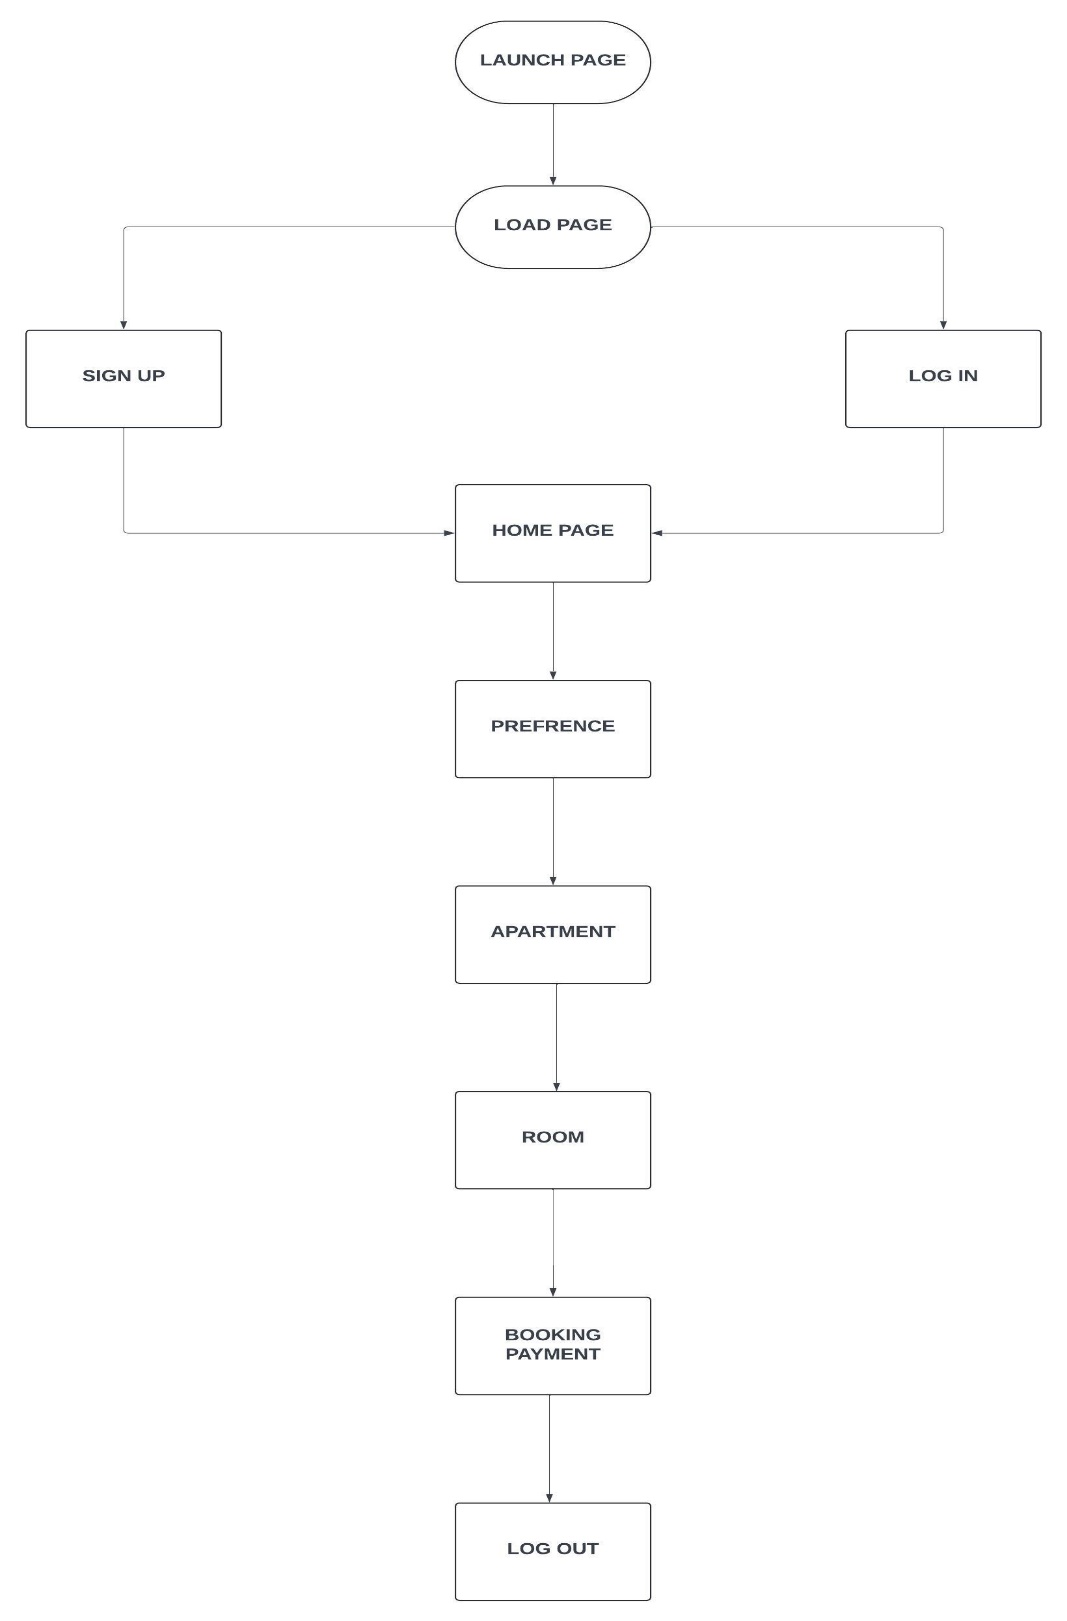 LAUNCH PAGE
LOAD PAGE
SIGN UP
LOG IN
HOME PAGE
PREFRENCE
APARTMENT
ROOM
BOOKING
PAYMENT
LOG OUT